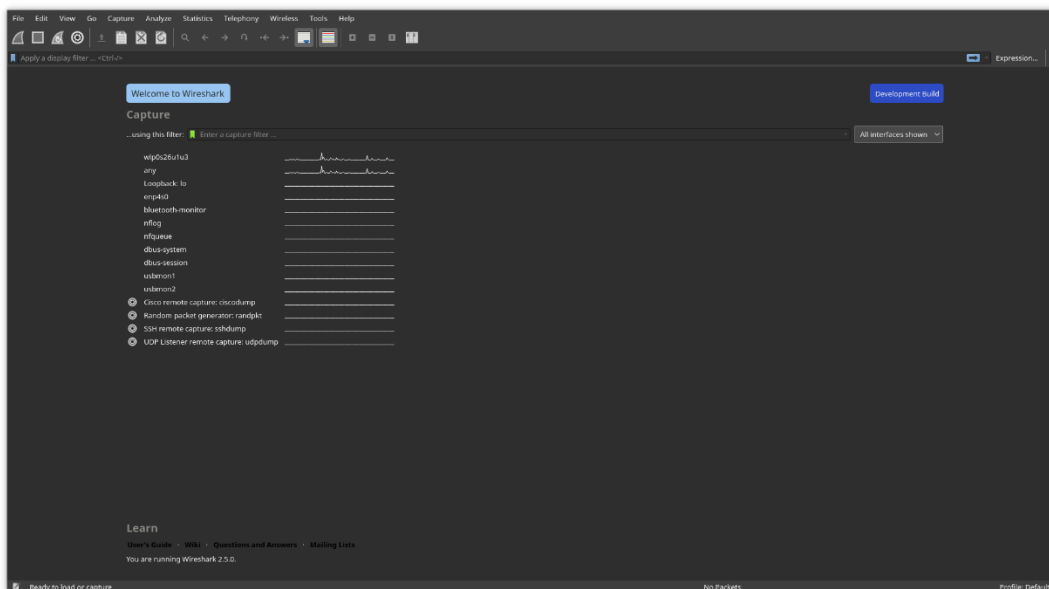 File Edit View Go Capture Analyze Statistics Telephony Wireless Tools Help
Apply a display filter ... <Ctrl-/> Expression...
Welcome to Wireshark Development Build
Capture
...using this filter: Enter a capture filter ... All interfaces shown
wlp0s26u1u3
any
Loopback: lo
enp4s0
bluetooth-monitor
nflog
nfqueue
dbus-system
dbus-session
usbmon1
usbmon2
Cisco remote capture: ciscodump
Random packet generator: randpkt
SSH remote capture: sshdump
UDP Listener remote capture: udpdump
Learn
User's Guide · Wiki · Questions and Answers · Mailing Lists
You are running Wireshark 2.5.0.
Ready to load or capture No Packets Profile: Default